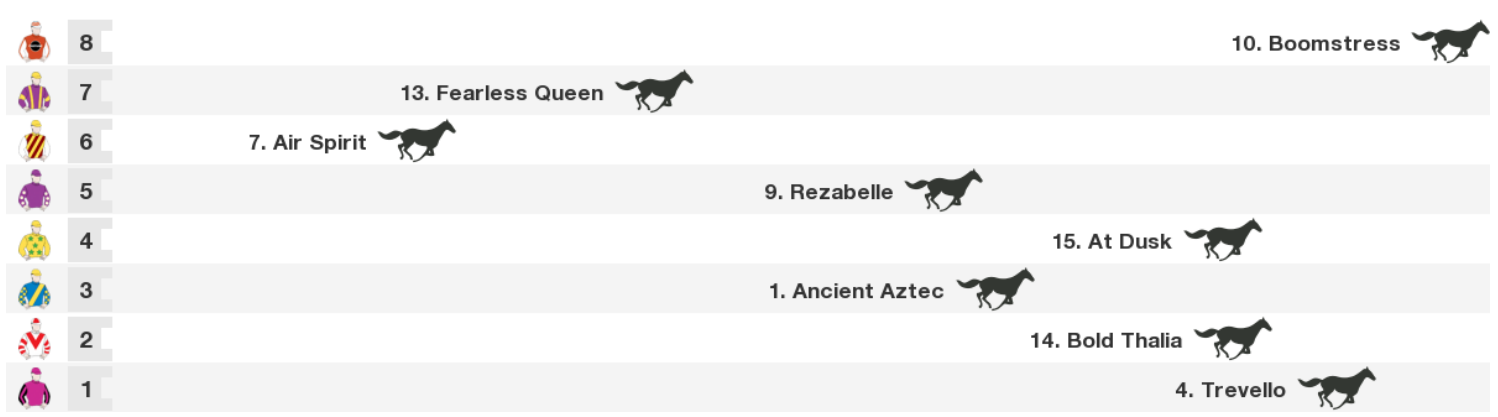 8 10. Boomstress
7 13. Fearless Queen
6 7. Air Spirit
5 9. Rezabelle
4 15. At Dusk
3 1. Ancient Aztec
2 14. Bold Thalia
1 4. Trevello